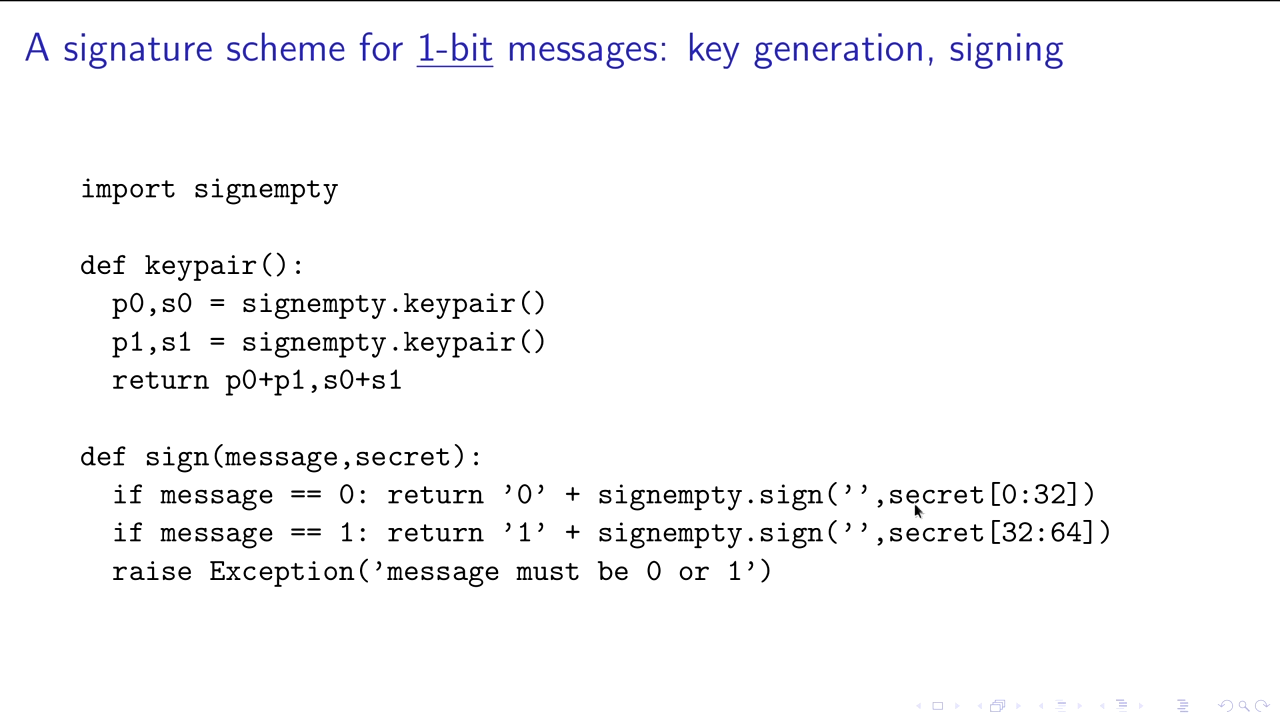 A signature scheme for 1-bit messages: key generation, signing
import signempty
def keypair():
  p0,s0 = signempty.keypair()
  p1,s1 = signempty.keypair()
  return p0+p1,s0+s1
def sign(message,secret):
  if message == 0: return ’0’ + signempty.sign(’’,secret[0:32])
  if message == 1: return ’1’ + signempty.sign(’’,secret[32:64])
  raise Exception(’message must be 0 or 1’)